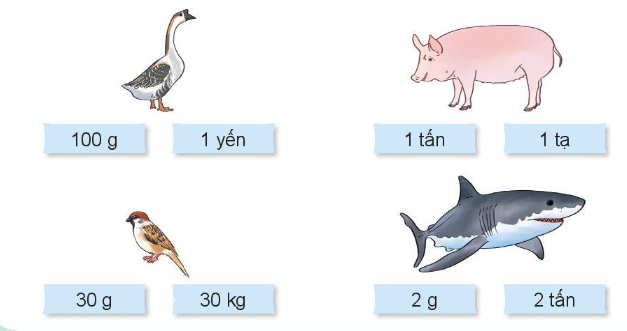 100 g 1 yến 1 tấn 1 tạ
30 g 30 kg 2 g 2 tấn